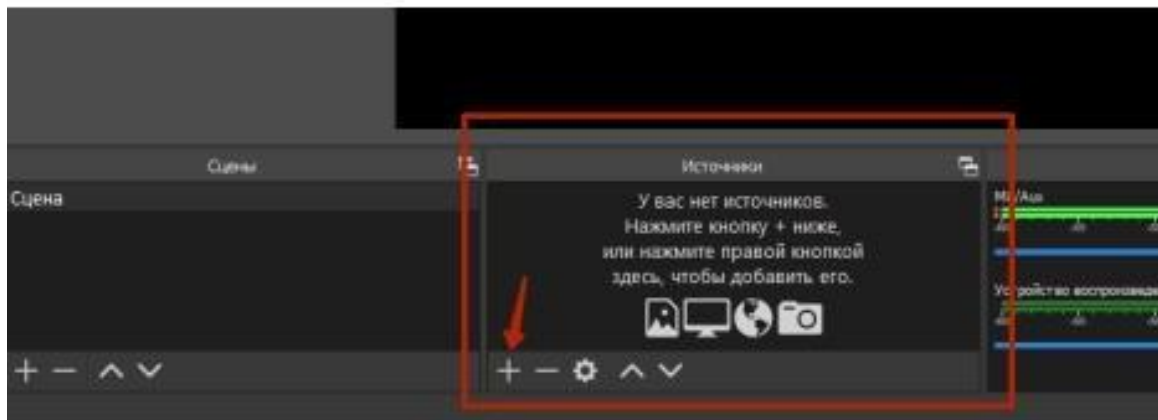 Сцены
Источники
Сцена
У вас нет источников.
Нажмите кнопку + ниже,
или нажмите правой кнопкой
здесь, чтобы добавить его.
Mic/Aux
Устройство воспроизведе